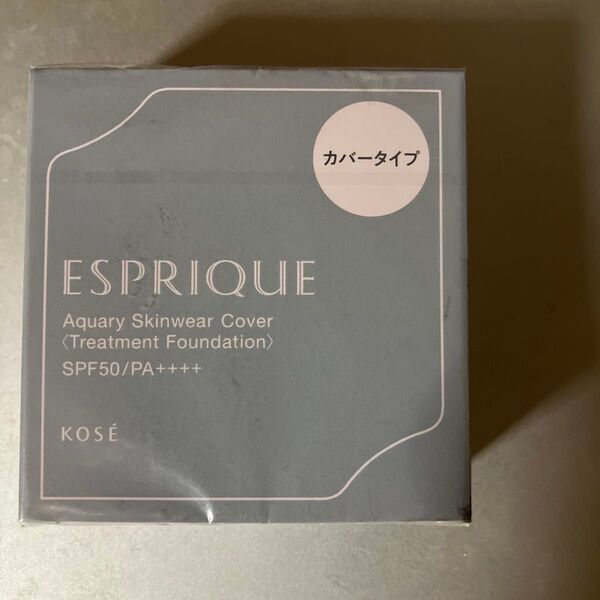 カバータイプ
ESPRIQUE
Aquary Skinwear Cover
〈Treatment Foundation〉
SPF50/PA++++
KOSÉ